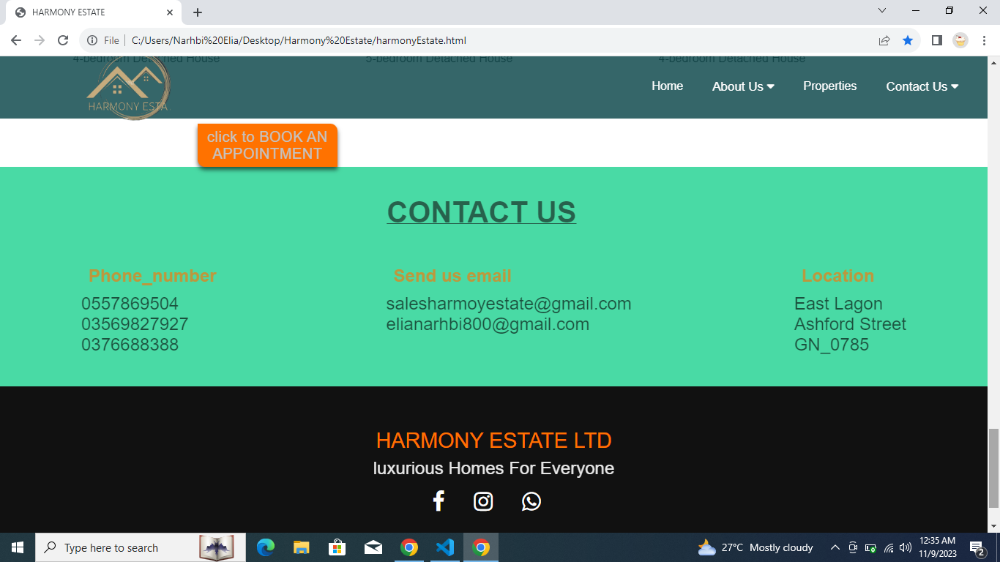 HARMONY ESTATE
File
C:/Users/Narhbi%20Elia/Desktop/Harmony%20Estate/harmonyEstate.html
4-bedroom Detached House
5-bedroom Detached House
4-bedroom Detached House
HARMONY ESTA
Home
About Us
Properties
Contact Us
click to BOOK AN
APPOINTMENT
CONTACT US
Phone_number
0557869504
03569827927
0376688388
Send us email
salesharmoyestate@gmail.com
elianarhbi800@gmail.com
Location
East Lagon
Ashford Street
GN_0785
HARMONY ESTATE LTD
luxurious Homes For Everyone
Type here to search
27°C Mostly cloudy
12:35 AM
11/9/2023
2